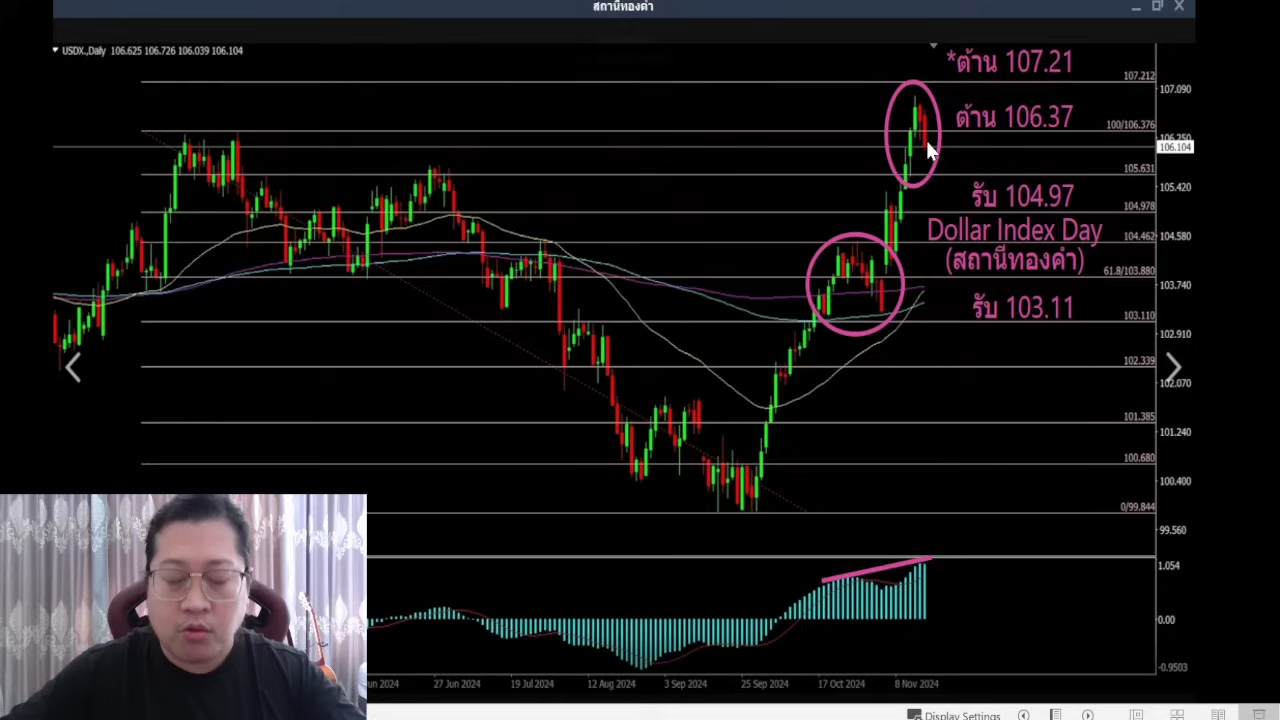 สถานีทองคำ
USDX.,Daily 106.625 106.726 106.039 106.104
*ต้าน 107.21
107.212
107.090
ต้าน 106.37
100/106.376
106.250
106.104
105.631
105.420
รับ 104.97
104.978
Dollar Index Day
104.580
104.462
(สถานีทองคำ)
61.8/103.880
103.740
รับ 103.11
103.110
102.910
102.339
102.070
101.385
101.240
100.680
100.400
0/99.844
99.560
1.054
0.00
-0.9503
un 2024 27 Jun 2024 19 Jul 2024 12 Aug 2024 3 Sep 2024 25 Sep 2024 17 Oct 2024 8 Nov 2024
Display Settings